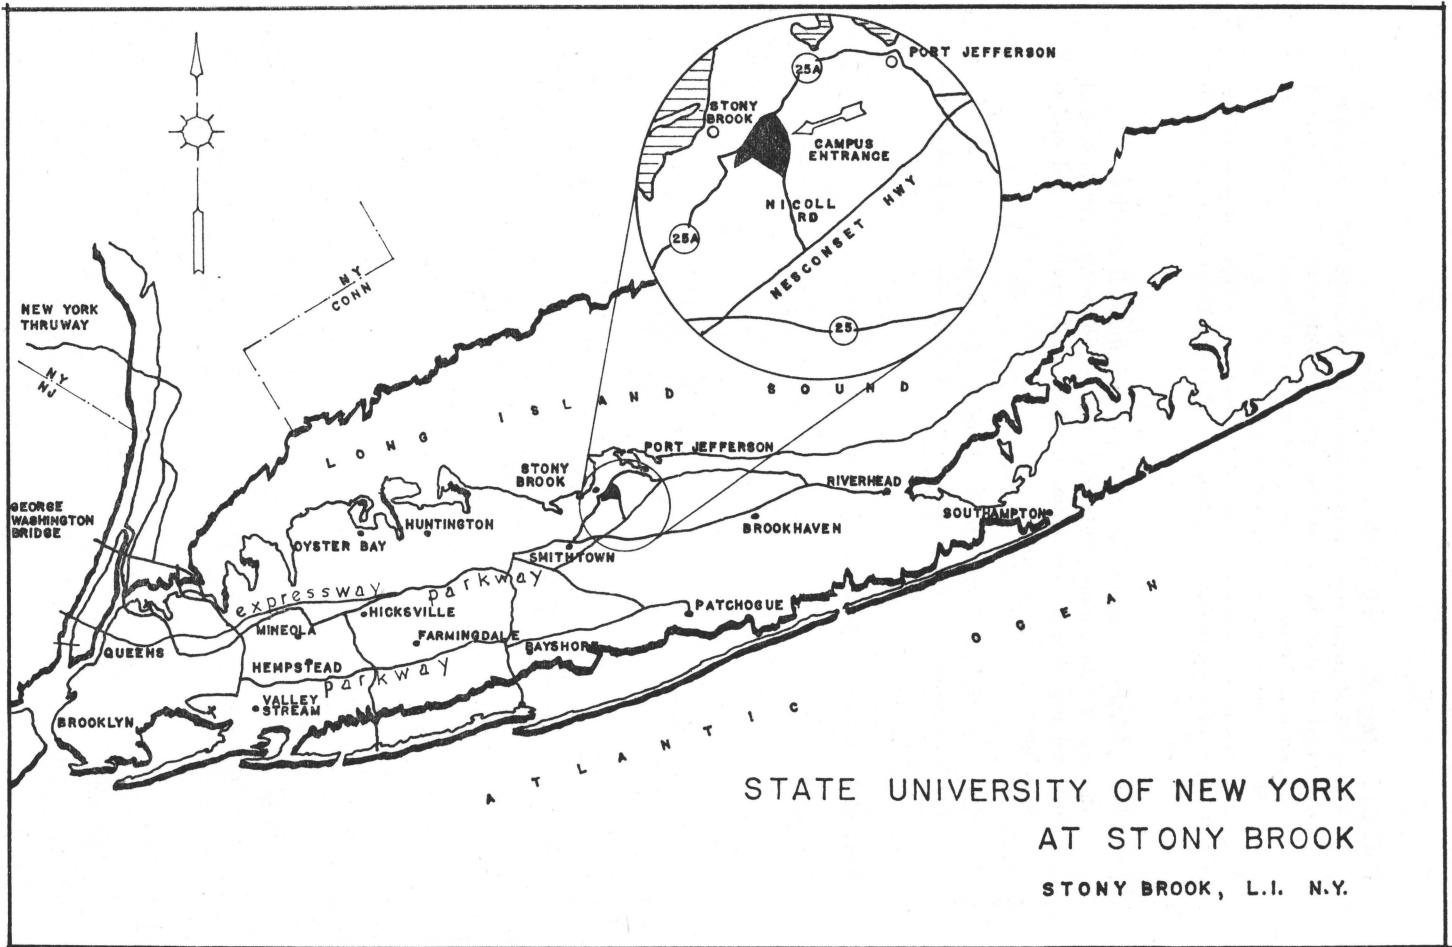 25A
PORT JEFFERSON
STONY
BROOK
CAMPUS
ENTRANCE
NICOLL
RD
NESCONSET HWY
25A
25
NY
CONN
NEW YORK
THRUWAY
NY
NJ
LONG ISLAND SOUND
PORT JEFFERSON
STONY
BROOK
RIVERHEAD
GEORGE
WASHINGTON
BRIDGE
HUNTINGTON
OYSTER BAY
SOUTHAMPTON
BROOKHAVEN
SMITHTOWN
expressway parkway
HICKSVILLE
PATCHOGUE
MINEOLA
FARMINGDALE
QUEENS
BAYSHORE
HEMPSTEAD
parkway
VALLEY
STREAM
BROOKLYN
ATLANTIC OCEAN
STATE UNIVERSITY OF NEW YORK
AT STONY BROOK
STONY BROOK, L.I. N.Y.